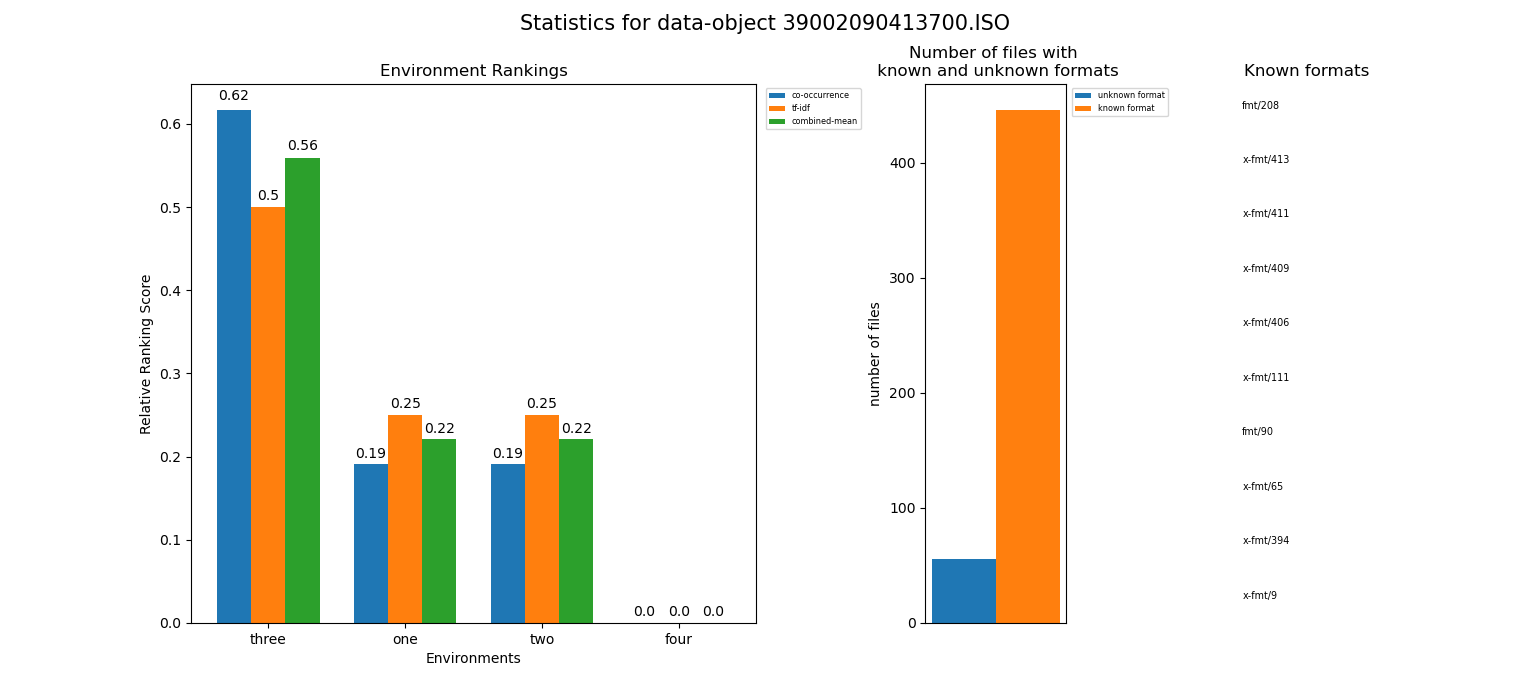 Statistics for data-object 39002090413700.ISO
Environment Rankings
0.62
0.5
0.56
0.19
0.25
0.22
0.19
0.25
0.22
0.0
0.0
0.0
0.6
0.5
0.4
0.3
0.2
0.1
0.0
Relative Ranking Score
three
one
two
four
Environments
co-occurrence
tf-idf
combined-mean
Number of files with
known and unknown formats
400
300
200
100
0
number of files
unknown format
known format
Known formats
fmt/208
x-fmt/413
x-fmt/411
x-fmt/409
x-fmt/406
x-fmt/111
fmt/90
x-fmt/65
x-fmt/394
x-fmt/9